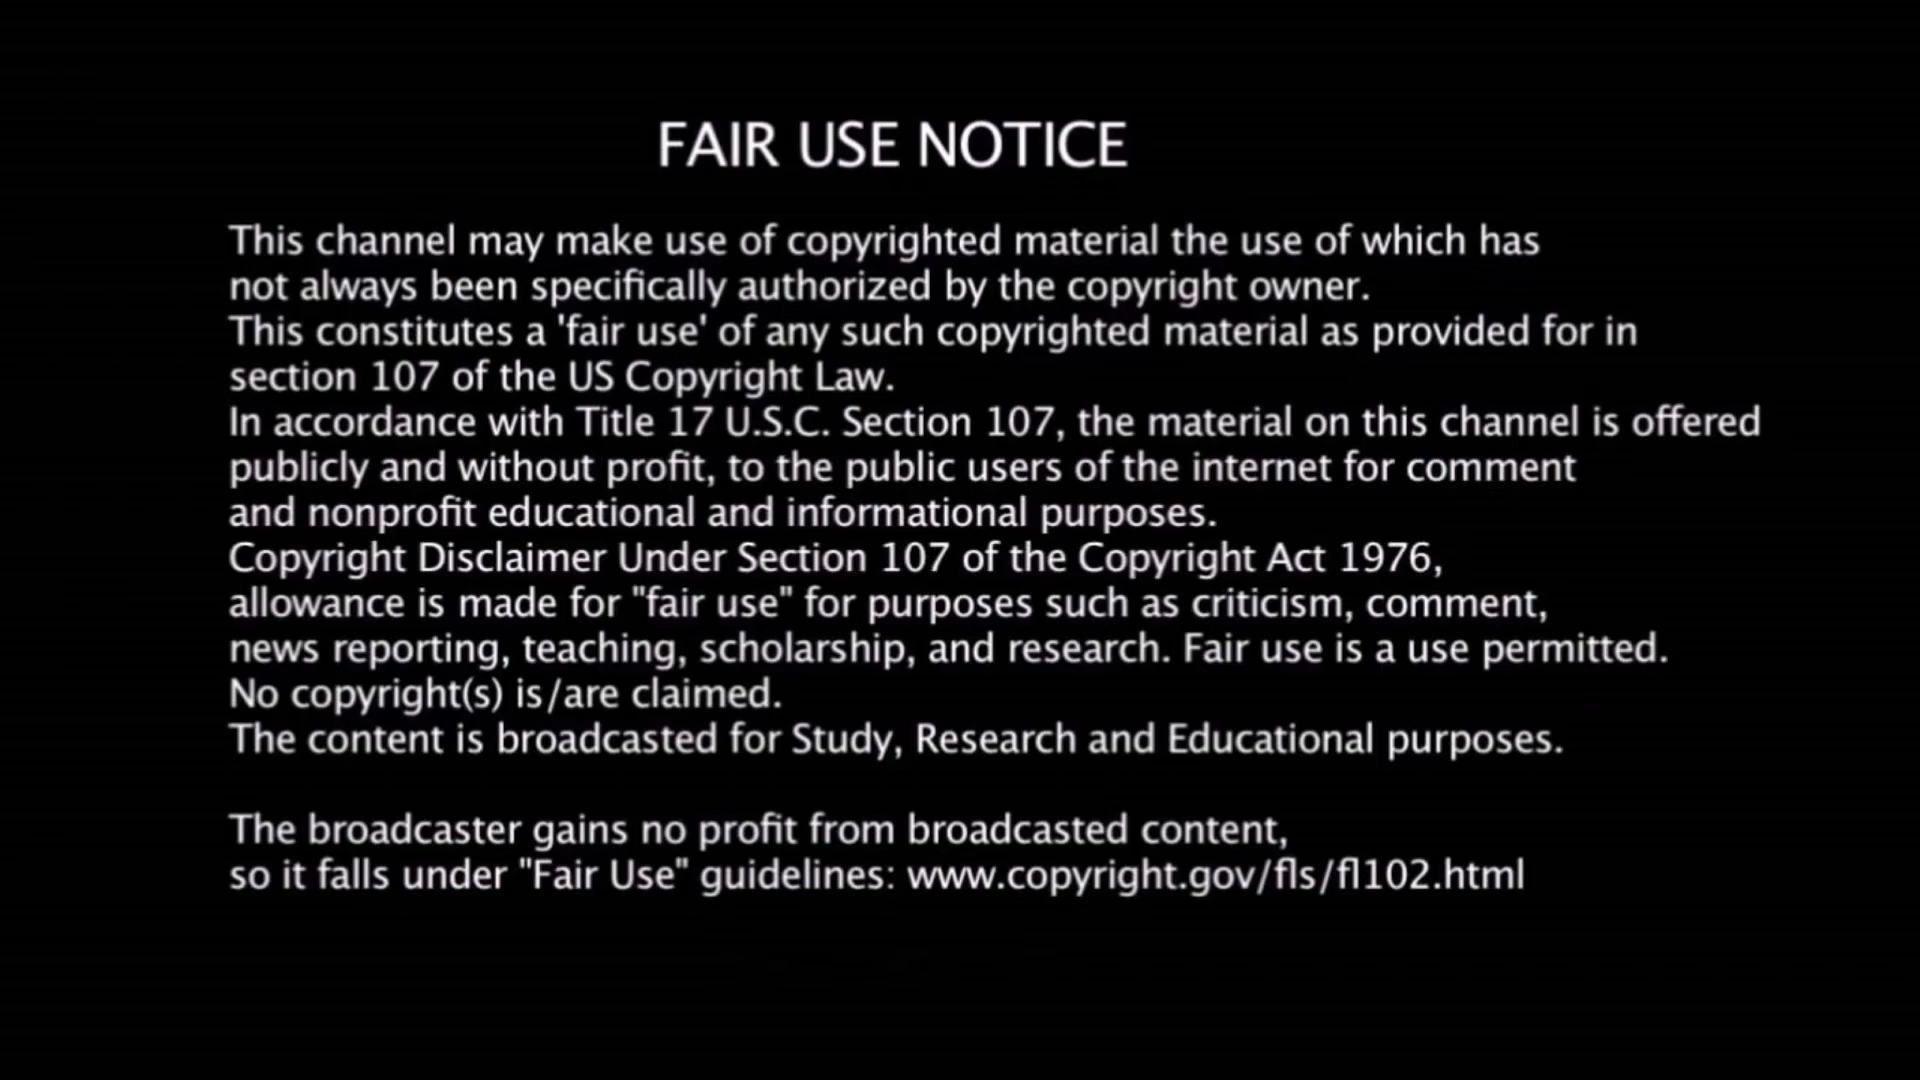 FAIR USE NOTICE
This channel may make use of copyrighted material the use of which has
not always been specifically authorized by the copyright owner.
This constitutes a 'fair use' of any such copyrighted material as provided for in
section 107 of the US Copyright Law.
In accordance with Title 17 U.S.C. Section 107, the material on this channel is offered
publicly and without profit, to the public users of the internet for comment
and nonprofit educational and informational purposes.
Copyright Disclaimer Under Section 107 of the Copyright Act 1976,
allowance is made for "fair use" for purposes such as criticism, comment,
news reporting, teaching, scholarship, and research. Fair use is a use permitted.
No copyright(s) is/are claimed.
The content is broadcasted for Study, Research and Educational purposes.
The broadcaster gains no profit from broadcasted content,
so it falls under "Fair Use" guidelines: www.copyright.gov/fls/fl102.html